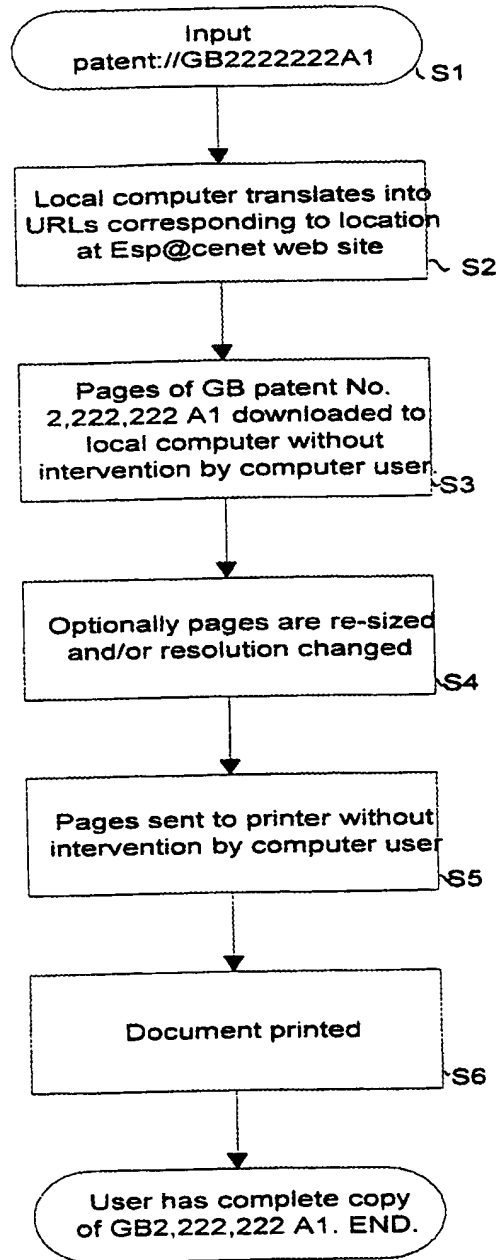 Input
patent://GB2222222A1
S1
Local computer translates into
URLs corresponding to location
at Esp@cenet web site
S2
Pages of GB patent No.
2,222,222 A1 downloaded to
local computer without
intervention by computer user.
S3
Optionally pages are re-sized
and/or resolution changed
S4
Pages sent to printer without
intervention by computer user
S5
Document printed
S6
User has complete copy
of GB2,222,222 A1. END.